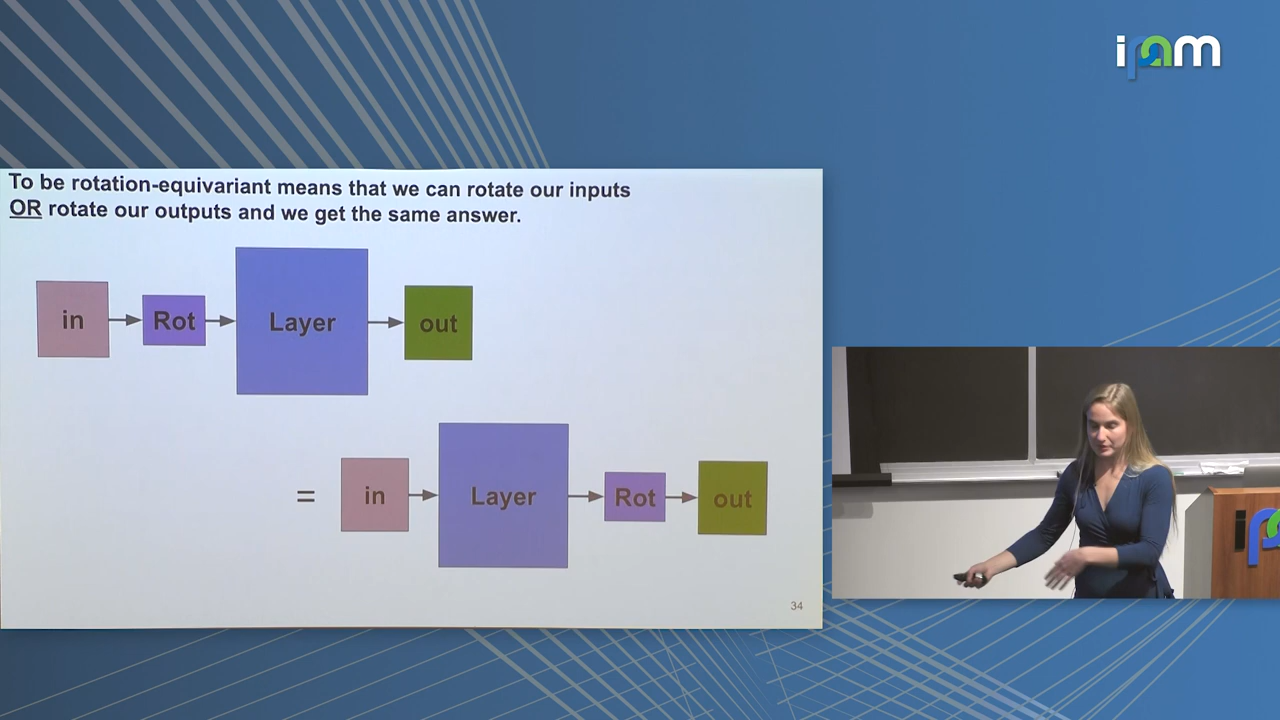 ipam
To be rotation-equivariant means that we can rotate our inputs
OR rotate our outputs and we get the same answer.
in
Rot
Layer
out
=
in
Layer
Rot
out
34